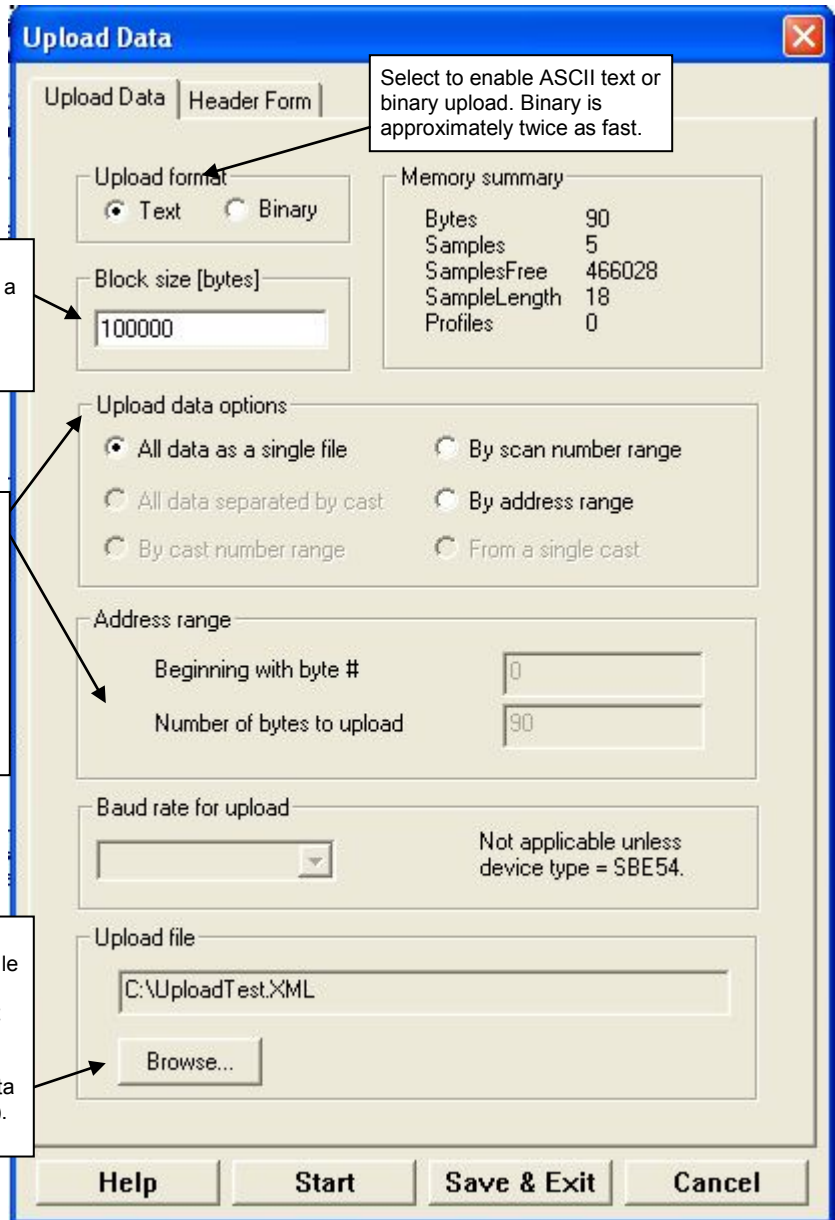 Upload Data
Upload Data
Header Form
Select to enable ASCII text or
binary upload. Binary is
approximately twice as fast.
Upload format
Text
Binary
Memory summary
Bytes 90
Samples 5
SamplesFree 466028
SampleLength 18
Profiles 0
a
Block size [bytes]
100000
Upload data options
All data as a single file
By scan number range
All data separated by cast
By address range
By cast number range
From a single cast
Address range
Beginning with byte # 0
Number of bytes to upload 90
Baud rate for upload
Not applicable unless
device type = SBE54.
Upload file
le
C:\UploadTest.XML
Browse...
ta
).
Help
Start
Save & Exit
Cancel